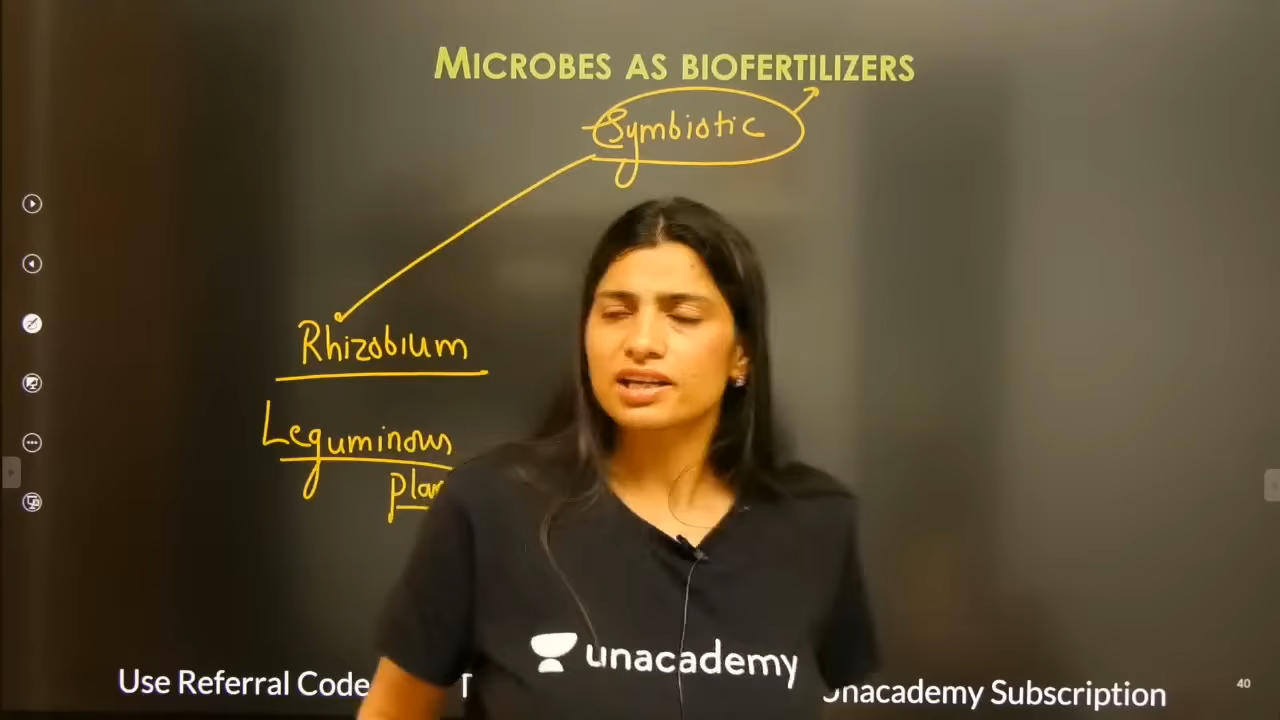 MICROBES AS BIOFERTILIZERS
Symbiotic
Rhizobium
Leguminous
unacademy
Use Referral Code
Unacademy Subscription
40